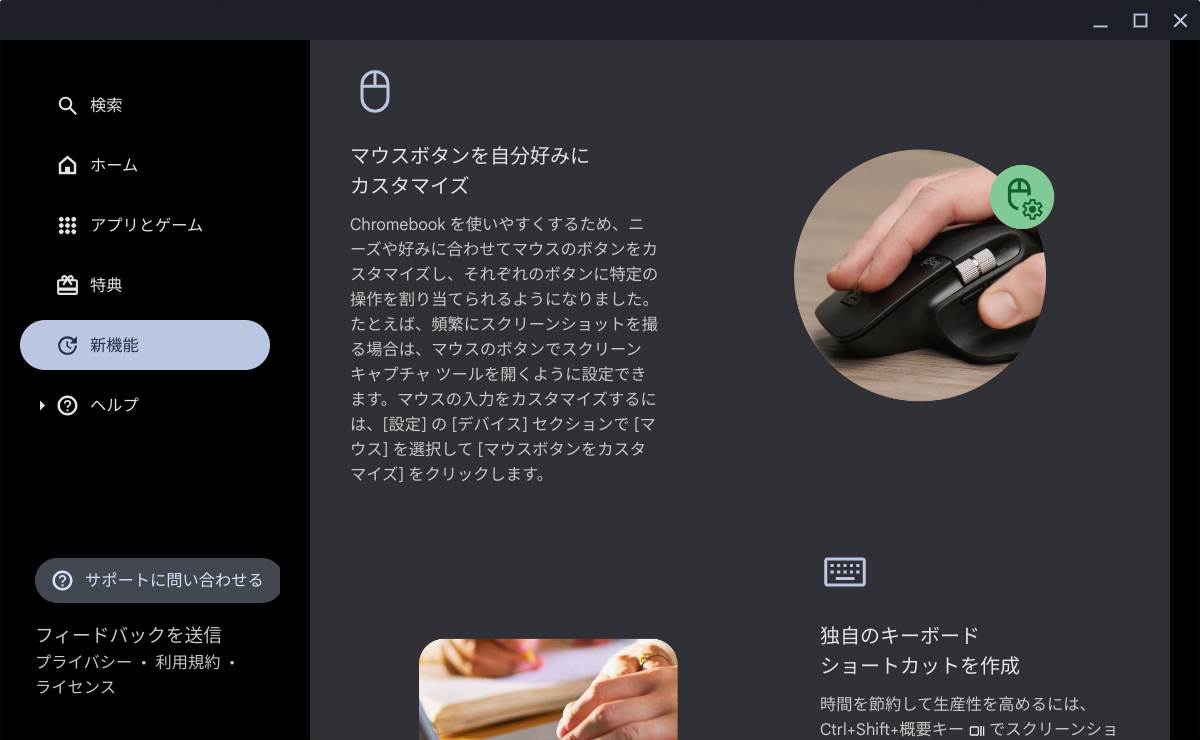 検索
ホーム
アプリとゲーム
特典
新機能
ヘルプ
サポートに問い合わせる
フィードバックを送信
プライバシー ・ 利用規約 ・
ライセンス
マウスボタンを自分好みに
カスタマイズ
Chromebook を使いやすくするため、ニ
ーズや好みに合わせてマウスのボタンをカ
スタマイズし、それぞれのボタンに特定の
操作を割り当てられるようになりました。
たとえば、頻繁にスクリーンショットを撮
る場合は、マウスのボタンでスクリーン
キャプチャ ツールを開くように設定でき
ます。マウスの入力をカスタマイズするに
は、[設定] の [デバイス] セクションで [マ
ウス] を選択して [マウスボタンをカスタ
マイズ] をクリックします。
logi
独自のキーボード
ショートカットを作成
時間を節約して生産性を高めるには、
Ctrl+Shift+概要キー でスクリーンショ